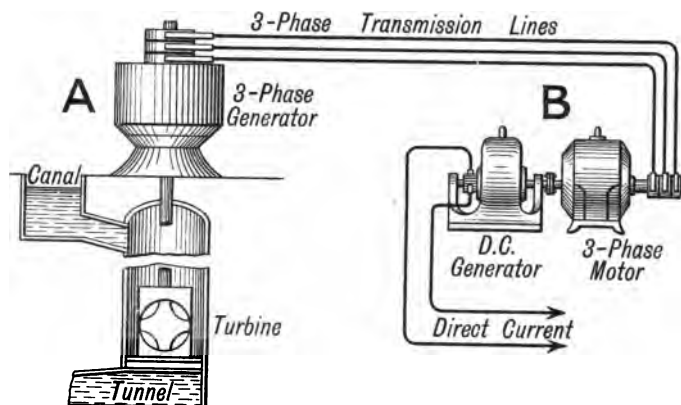 3-Phase Transmission Lines
A
3-Phase
Generator
B
Canal
D.C.
Generator
3-Phase
Motor
Turbine
Direct Current
Tunnel